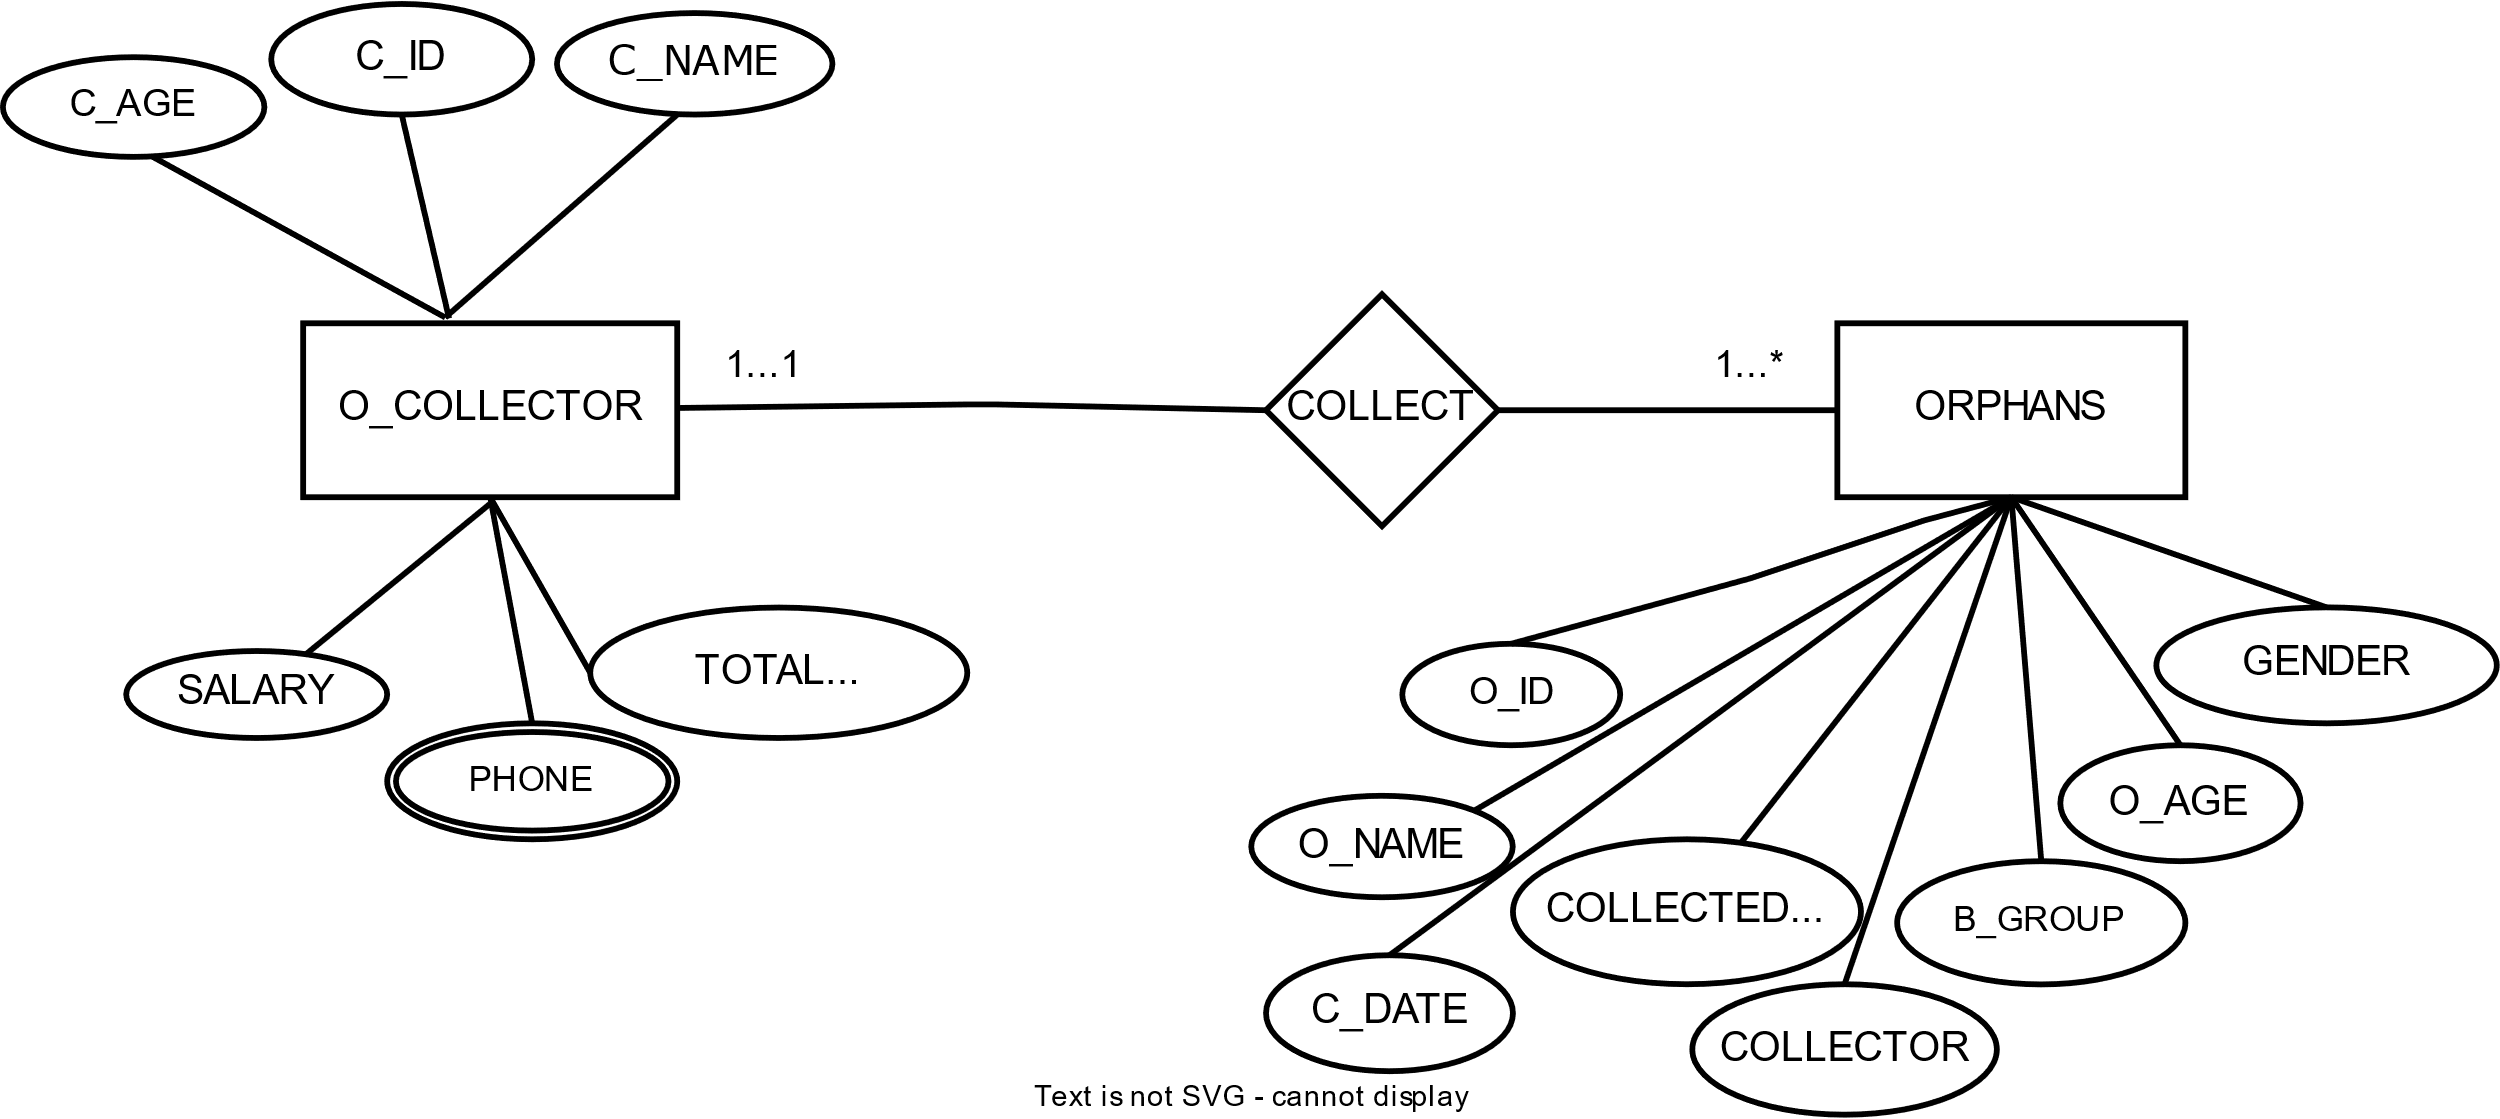 C_ID
C_NAME
C_AGE
1...1
1...*
O_COLLECTOR
COLLECT
ORPHANS
GENDER
TOTAL...
SALARY
O_ID
PHONE
O_AGE
O_NAME
COLLECTED...
B_GROUP
C_DATE
COLLECTOR
Text is not SVG - cannot display